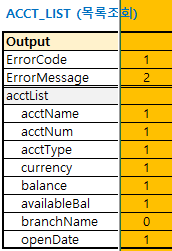 ACCT_LIST (목록조회)
Output
ErrorCode 1
ErrorMessage 2
acctList
acctName 1
acctNum 1
acctType 1
currency 1
balance 1
availableBal 1
branchName 0
openDate 1